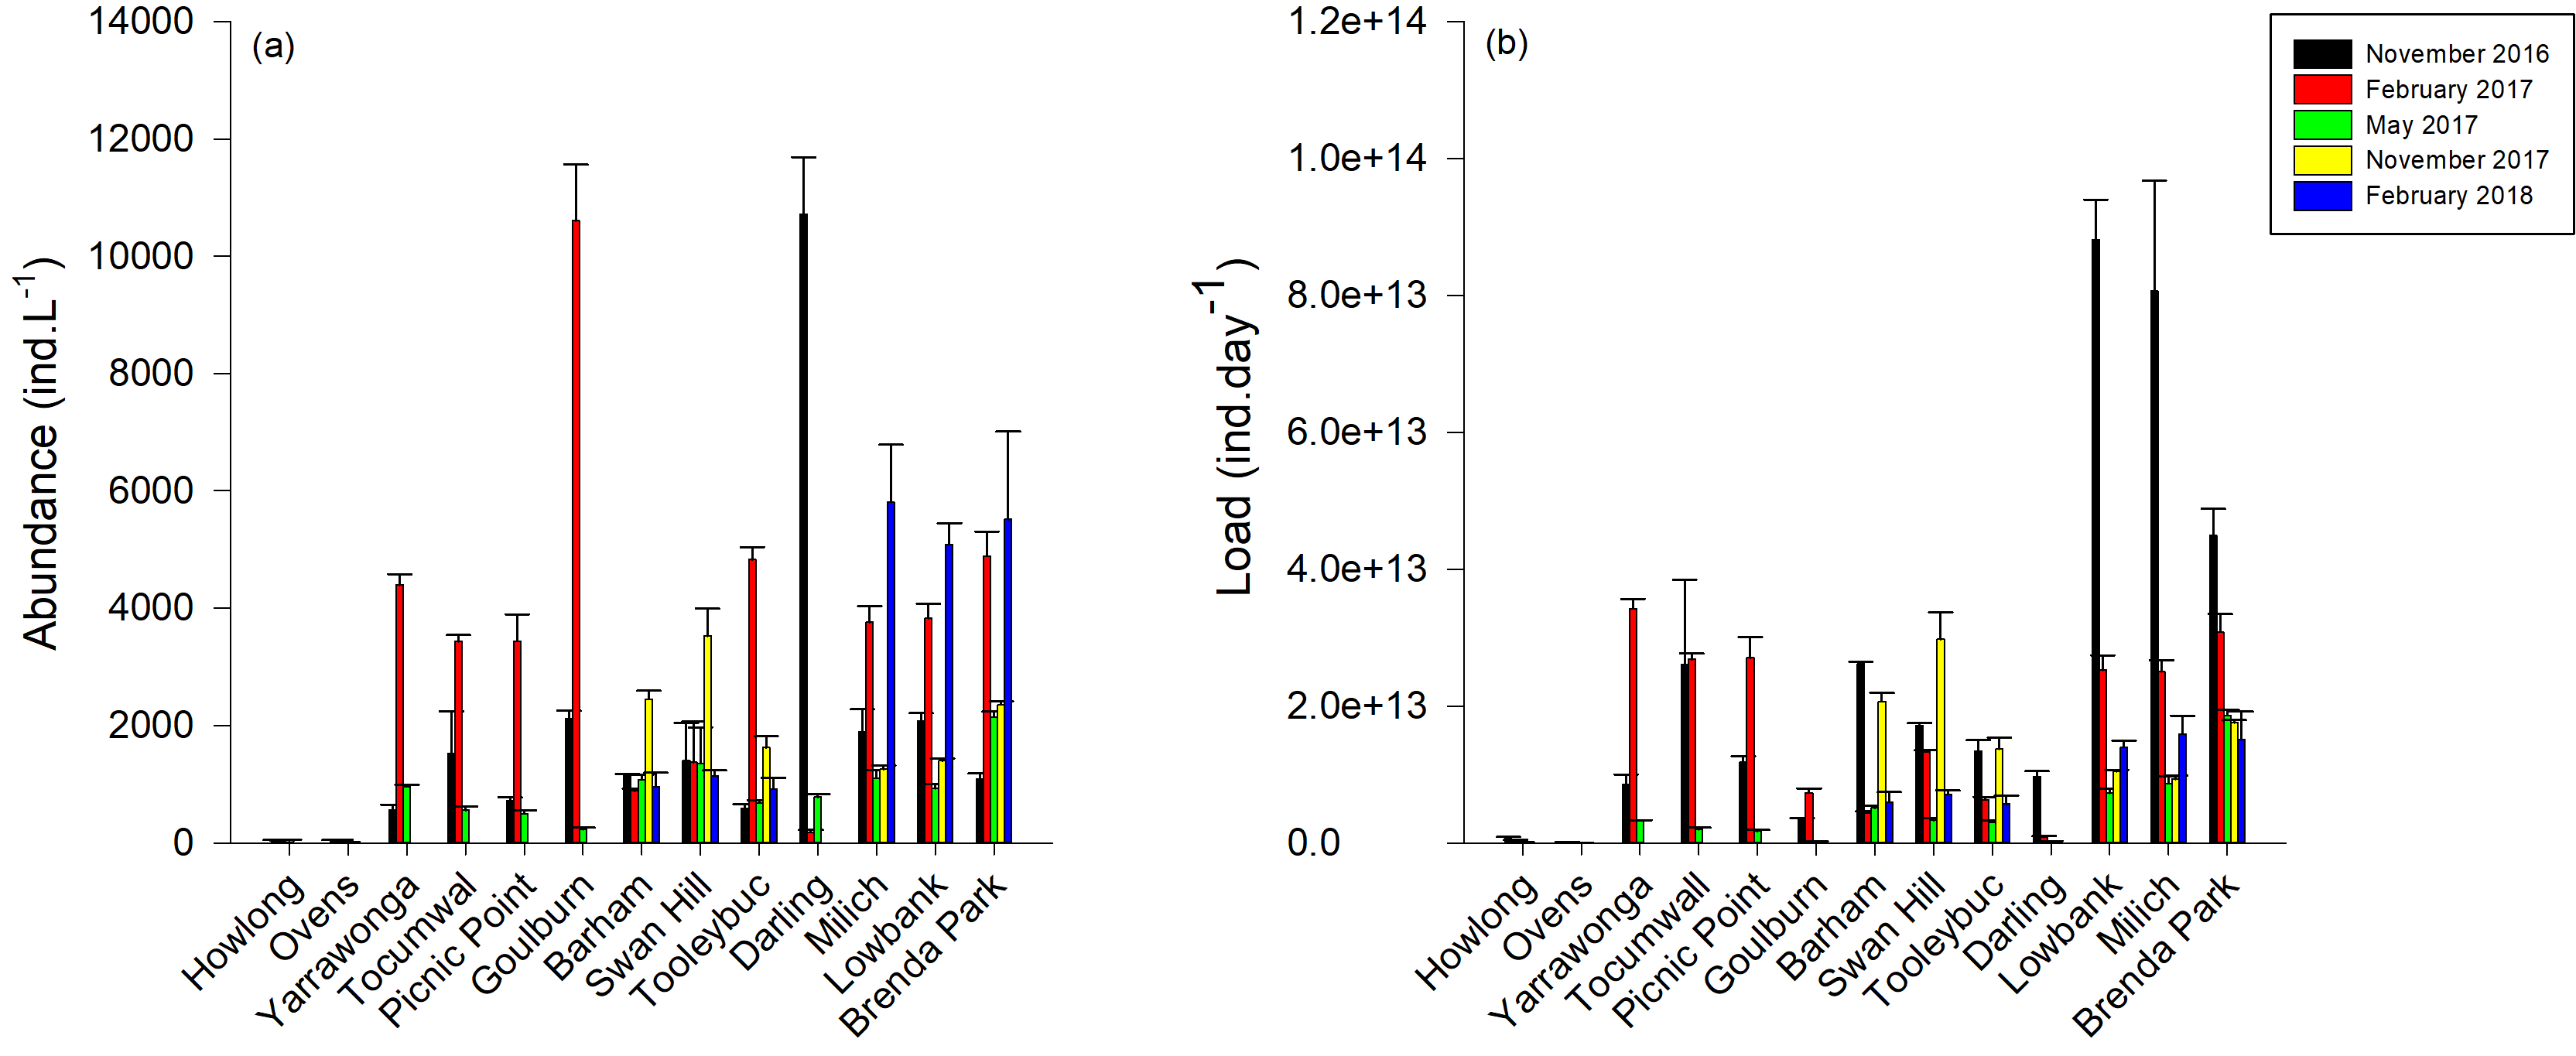 (a)
Abundance (ind.L-1)
14000
12000
10000
8000
6000
4000
2000
0
Howlong
Ovens
Yarrawonga
Tocumwal
Picnic Point
Goulburn
Barham
Swan Hill
Tooleybuc
Darling
Milich
Lowbank
Brenda Park
(b)
Load (ind.day-1)
1.2e+14
1.0e+14
8.0e+13
6.0e+13
4.0e+13
2.0e+13
0.0
Howlong
Ovens
Yarrawonga
Tocumwall
Picnic Point
Goulburn
Barham
Swan Hill
Tooleybuc
Darling
Lowbank
Milich
Brenda Park
November 2016
February 2017
May 2017
November 2017
February 2018